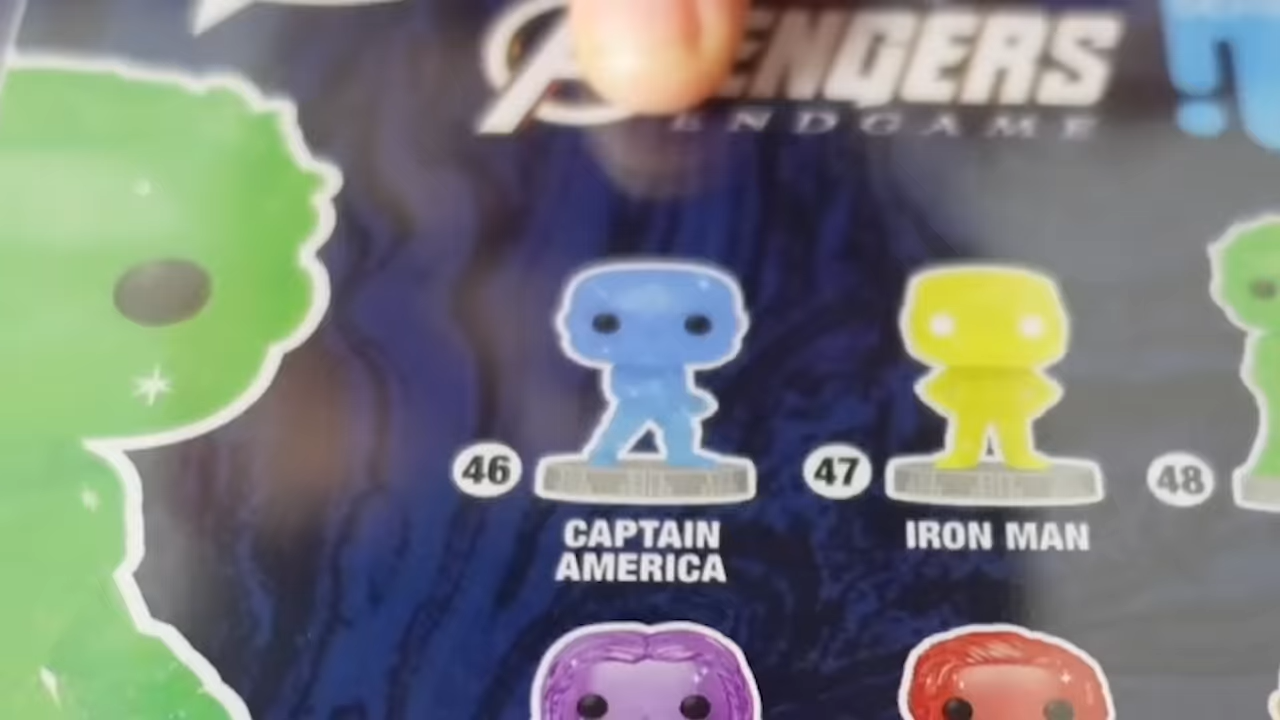 ENGERS
ENDGAME
46
47
48
CAPTAIN
AMERICA
IRON MAN